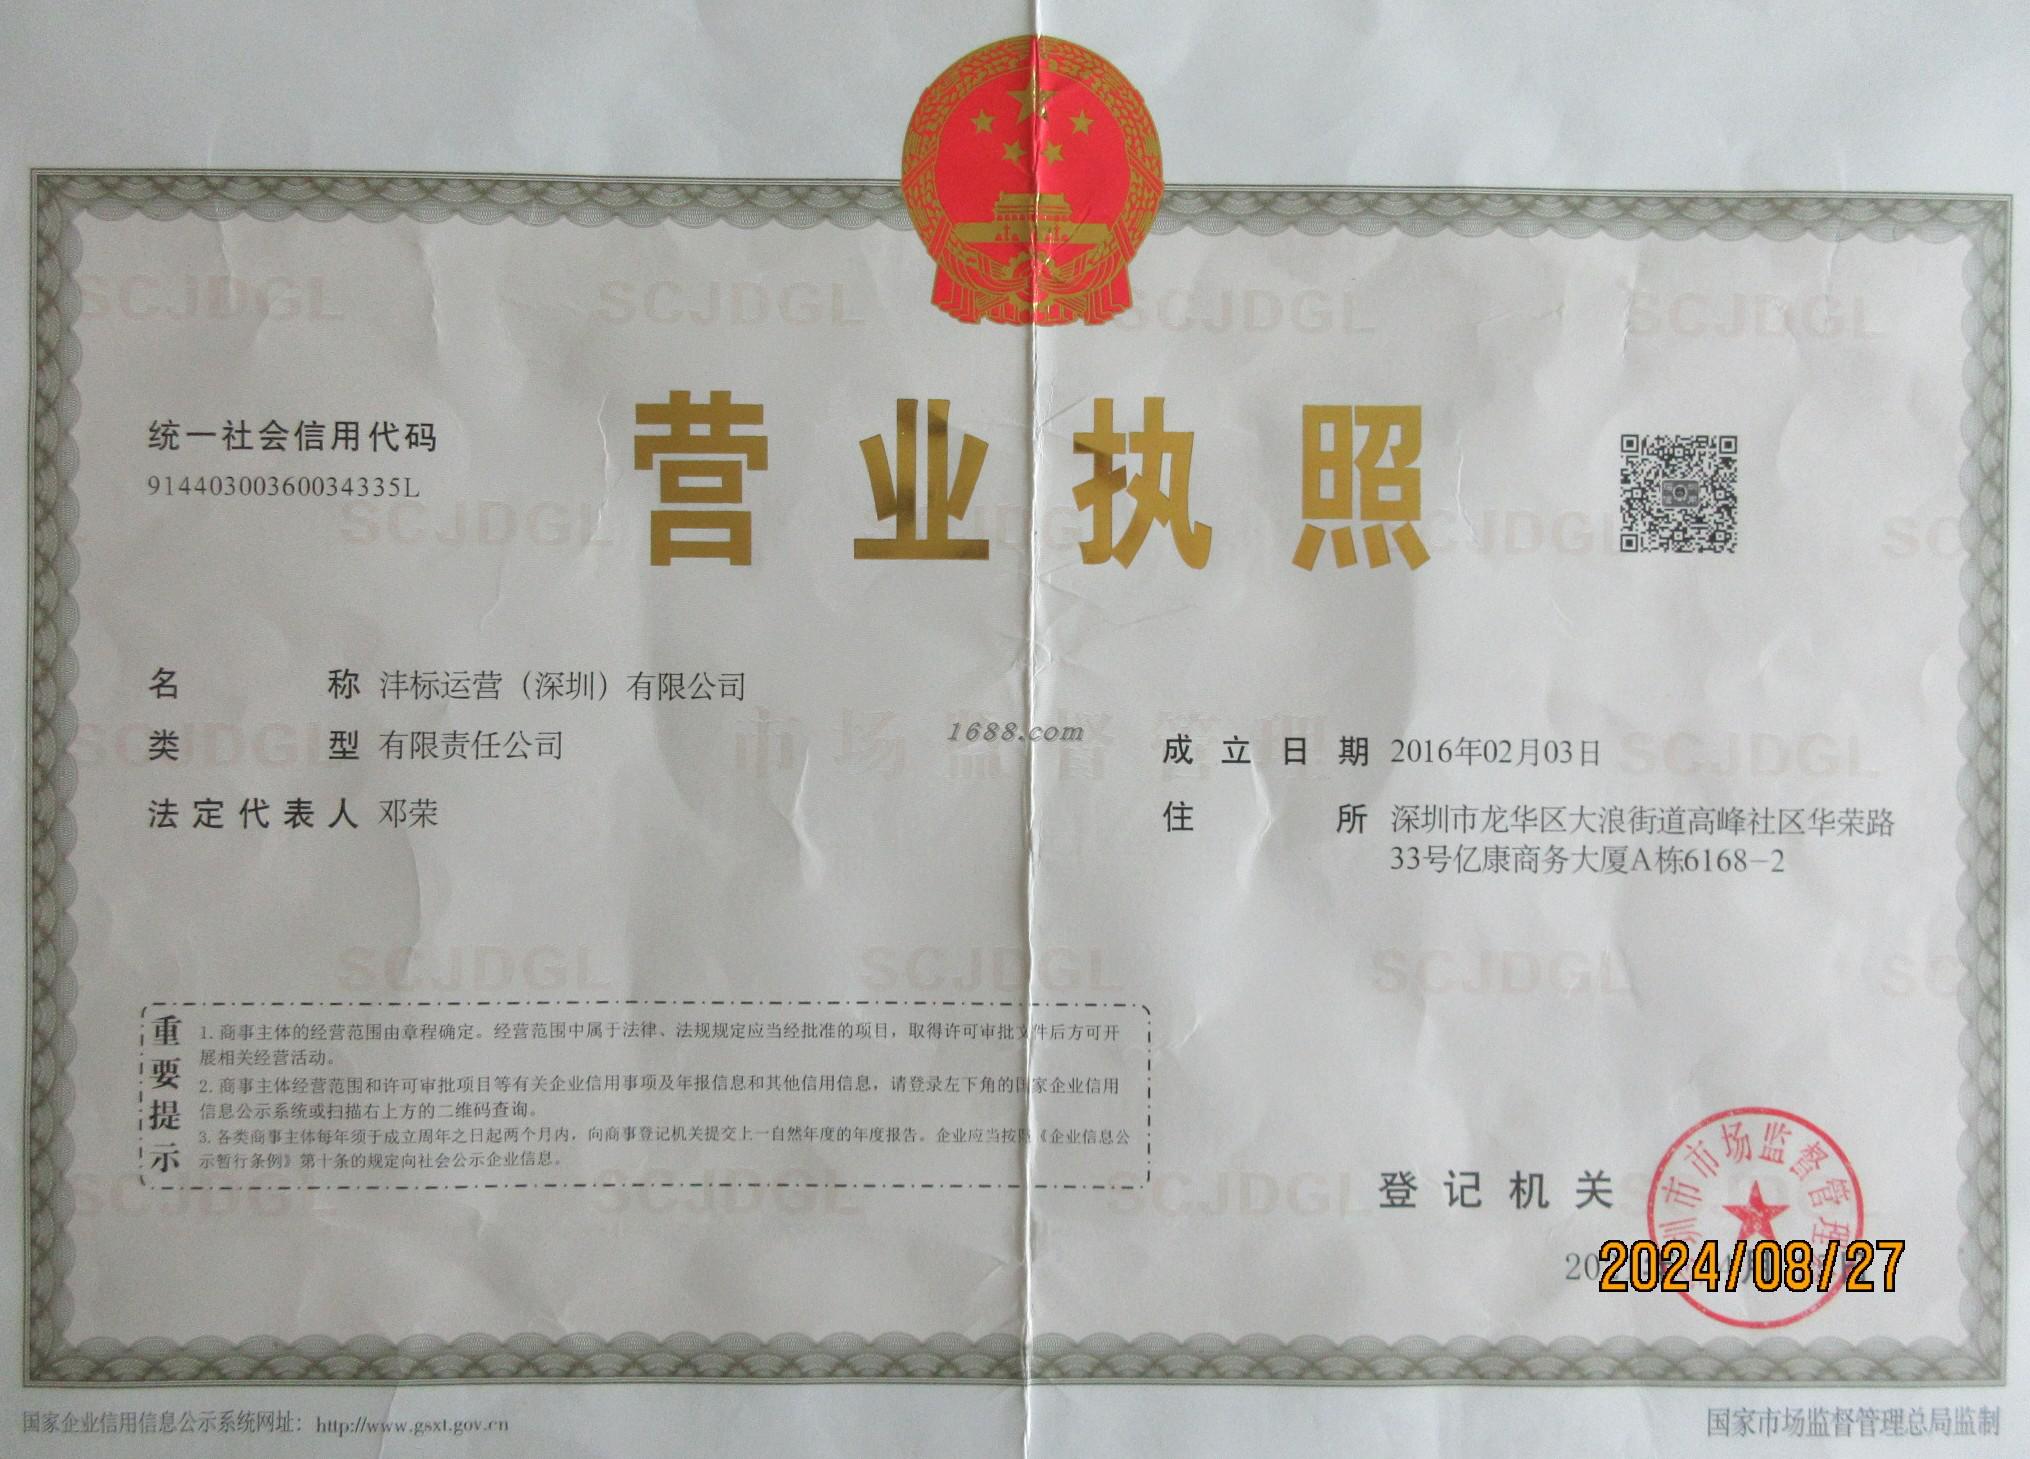 营业执照
统一社会信用代码
91440300360034335L
名称 沣标运营（深圳）有限公司
类型 有限责任公司
法定代表人 邓荣
1688.com
市场监督管理
成立日期 2016年02月03日
住所 深圳市龙华区大浪街道高峰社区华荣路
33号亿康商务大厦A栋6168-2
重要提示
1. 商事主体的经营范围由章程确定。经营范围中属于法律、法规规定应当经批准的项目，取得许可审批文件后方可开
展相关经营活动。
2. 商事主体经营范围和许可审批项目等有关企业信用事项及年报信息和其他信用信息，请登录左下角的国家企业信用
信息公示系统或扫描右上方的二维码查询。
3. 各类商事主体每年须于成立周年之日起两个月内，向商事登记机关提交上一自然年度的年度报告。企业应当按照《企业信息公
示暂行条例》第十条的规定向社会公示企业信息。
登记机关
圳市市场监督管理
2024/08/27
国家企业信用信息公示系统网址：http://www.gsxt.gov.cn
国家市场监督管理总局监制
SCJDGL